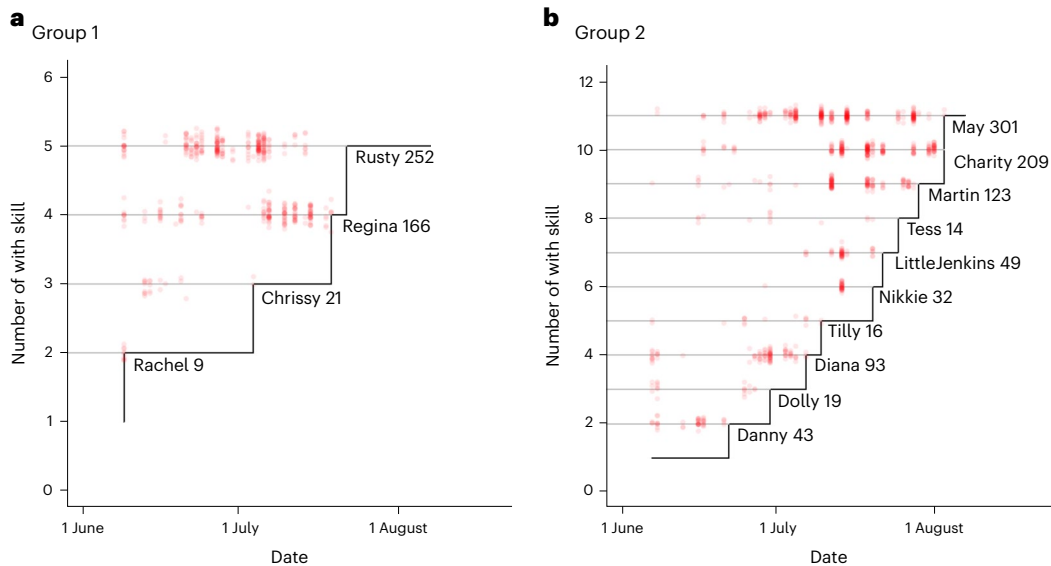 a
Group 1
Number of with skill
6
5
4
3
2
1
0
Rusty 252
Regina 166
Chrissy 21
Rachel 9
1 June
1 July
1 August
Date
b
Group 2
Number of with skill
12
10
8
6
4
2
0
May 301
Charity 209
Martin 123
Tess 14
LittleJenkins 49
Nikkie 32
Tilly 16
Diana 93
Dolly 19
Danny 43
1 June
1 July
1 August
Date